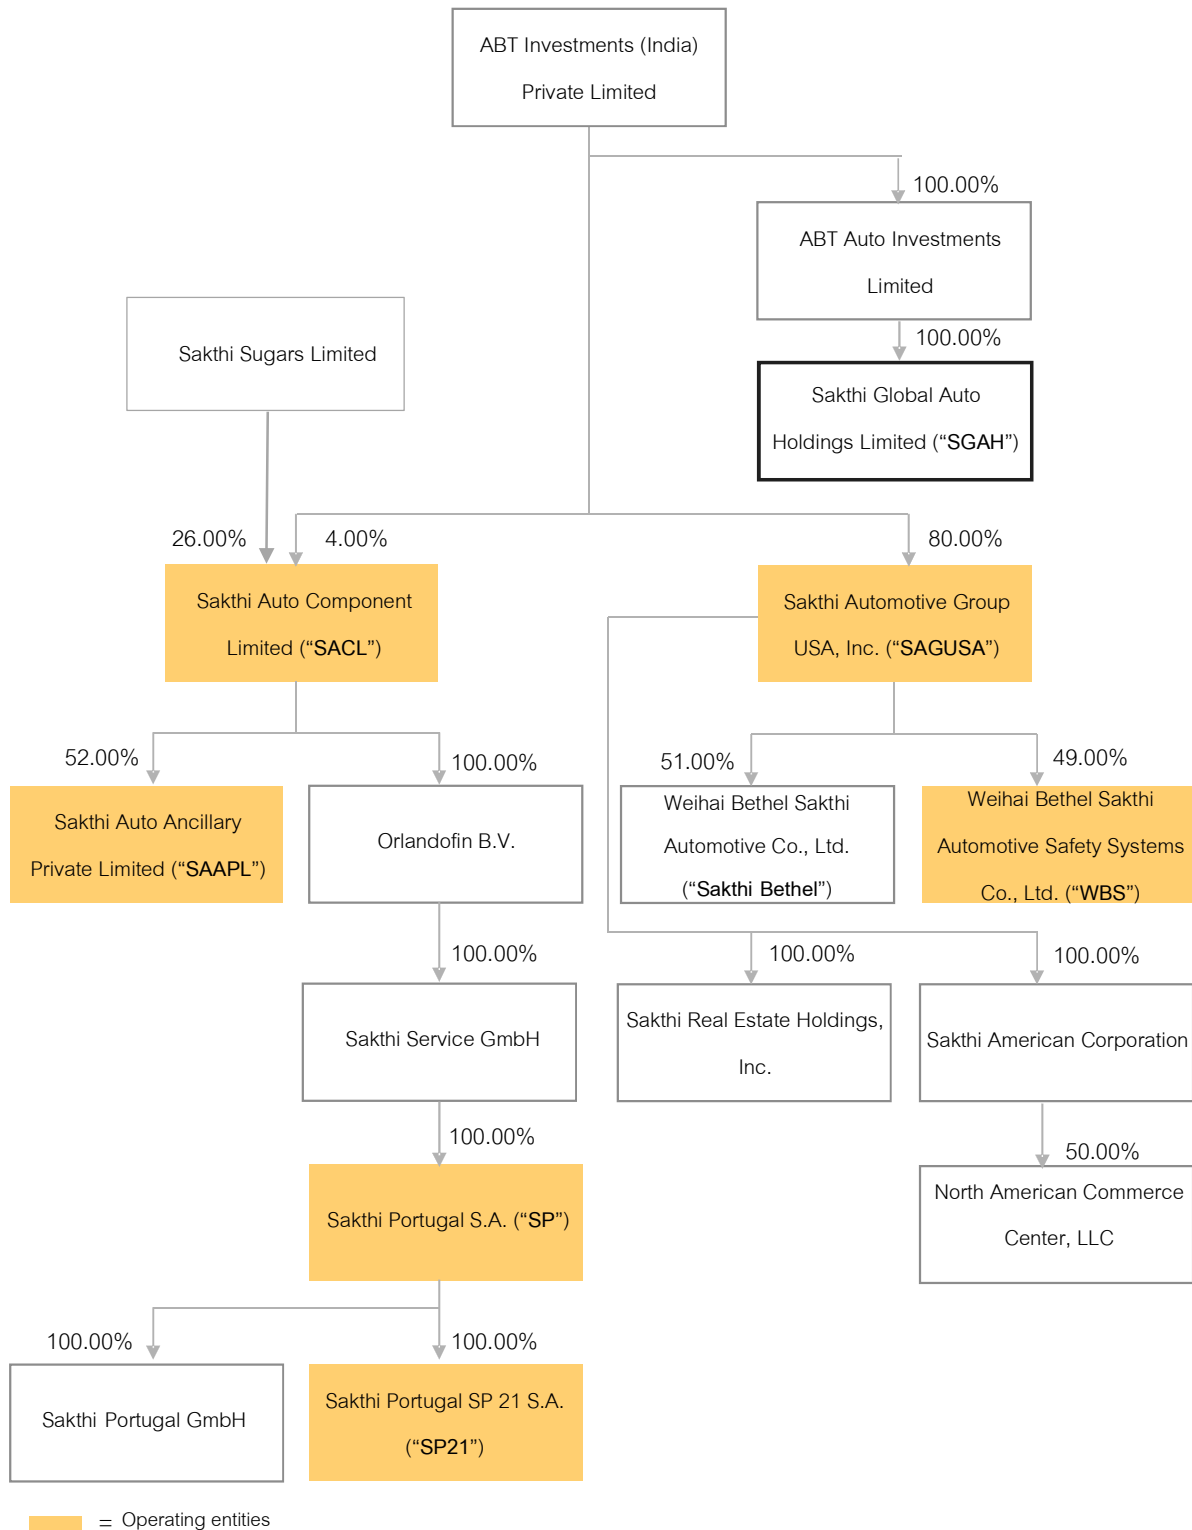 ABT Investments (India)
Private Limited
100.00%
ABT Auto Investments
Limited
100.00%
Sakthi Sugars Limited
Sakthi Global Auto
Holdings Limited (“SGAH”)
26.00%
4.00%
80.00%
Sakthi Auto Component
Limited (“SACL”)
Sakthi Automotive Group
USA, Inc. (“SAGUSA”)
52.00%
100.00%
51.00%
49.00%
Sakthi Auto Ancillary
Private Limited (“SAAPL”)
Orlandofin B.V.
Weihai Bethel Sakthi
Automotive Co., Ltd.
(“Sakthi Bethel”)
Weihai Bethel Sakthi
Automotive Safety Systems
Co., Ltd. (“WBS”)
100.00%
100.00%
100.00%
Sakthi Service GmbH
Sakthi Real Estate Holdings,
Inc.
Sakthi American Corporation
100.00%
50.00%
Sakthi Portugal S.A. (“SP”)
North American Commerce
Center, LLC
100.00%
100.00%
Sakthi Portugal GmbH
Sakthi Portugal SP 21 S.A.
(“SP21”)
= Operating entities